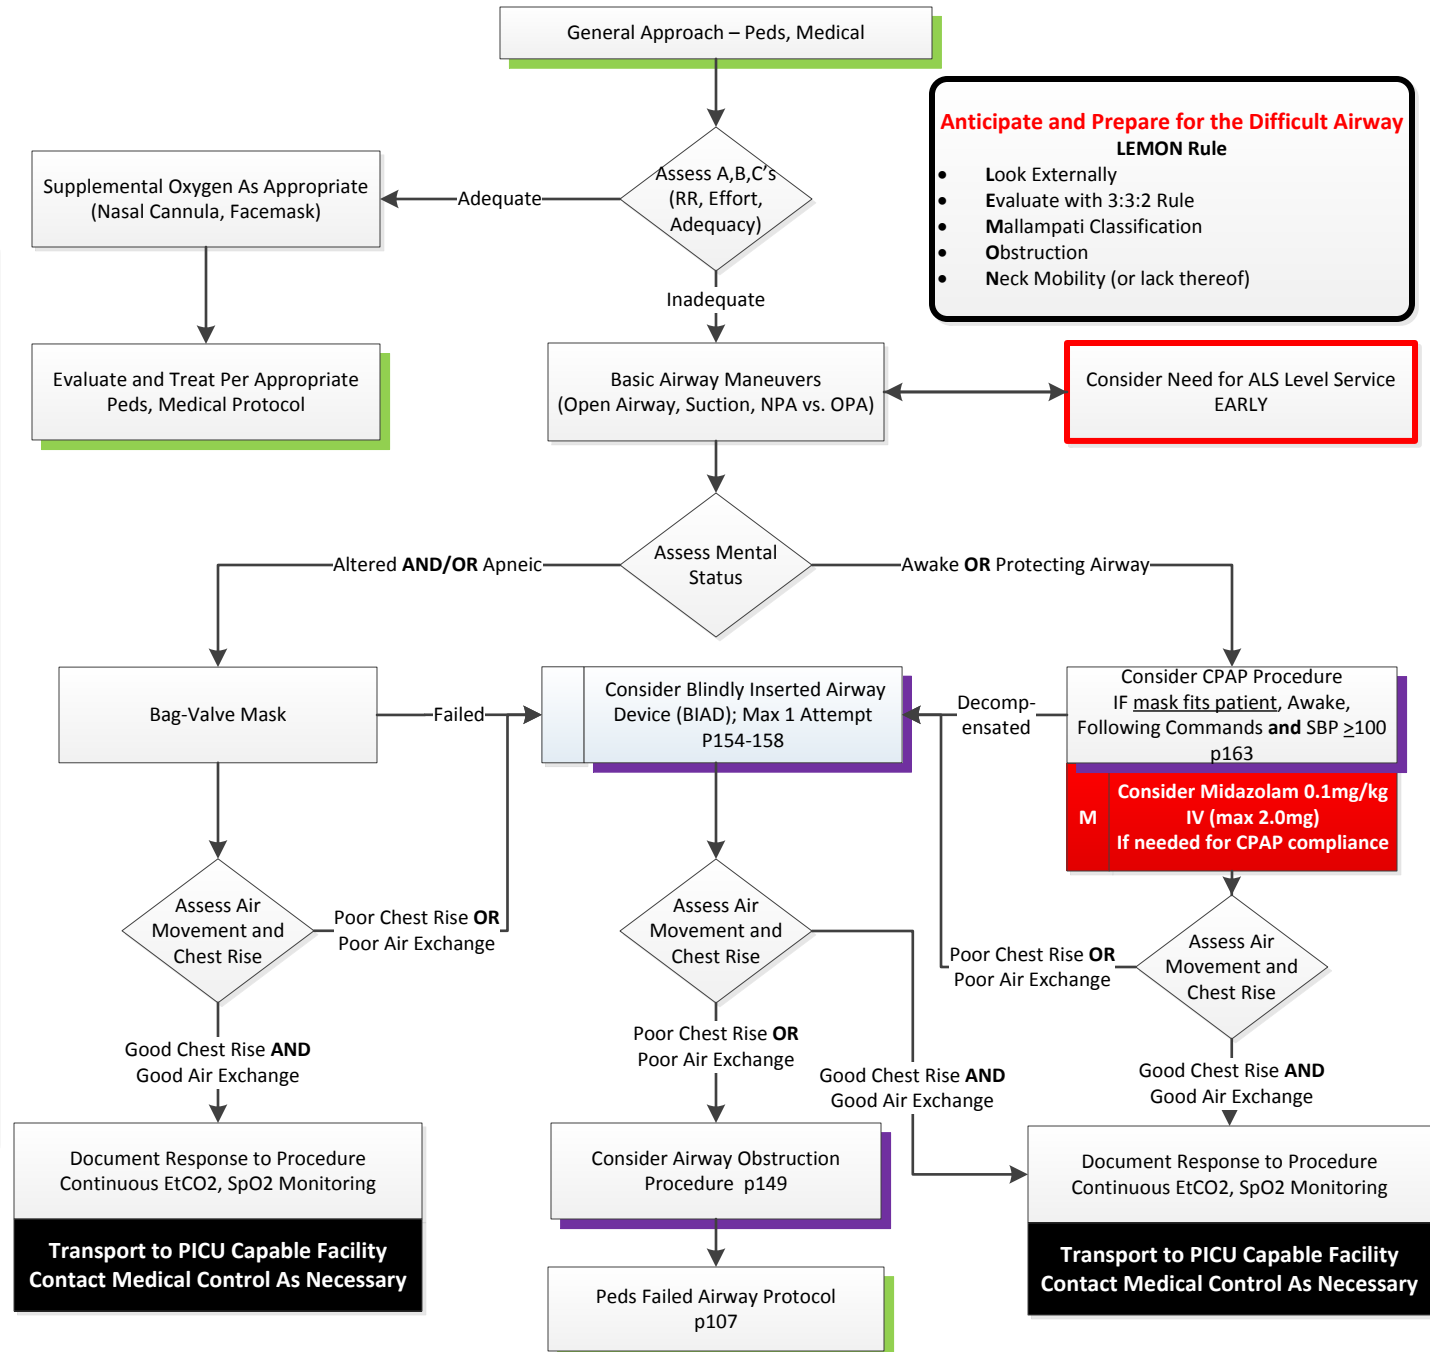 General Approach – Peds, Medical
Anticipate and Prepare for the Difficult Airway
LEMON Rule
• Look Externally
• Evaluate with 3:3:2 Rule
• Mallampati Classification
• Obstruction
• Neck Mobility (or lack thereof)
Assess A,B,C's
(RR, Effort,
Adequacy)
Adequate
Supplemental Oxygen As Appropriate
(Nasal Cannula, Facemask)
Evaluate and Treat Per Appropriate
Peds, Medical Protocol
Inadequate
Basic Airway Maneuvers
(Open Airway, Suction, NPA vs. OPA)
Consider Need for ALS Level Service
EARLY
Assess Mental
Status
Altered AND/OR Apneic
Awake OR Protecting Airway
Bag-Valve Mask
Failed
Consider Blindly Inserted Airway
Device (BIAD); Max 1 Attempt
P154-158
Decomp-
ensated
Consider CPAP Procedure
IF mask fits patient, Awake,
Following Commands and SBP >100
p163
M
Consider Midazolam 0.1mg/kg
IV (max 2.0mg)
If needed for CPAP compliance
Assess Air
Movement and
Chest Rise
Poor Chest Rise OR
Poor Air Exchange
Assess Air
Movement and
Chest Rise
Poor Chest Rise OR
Poor Air Exchange
Assess Air
Movement and
Chest Rise
Good Chest Rise AND
Good Air Exchange
Poor Chest Rise OR
Poor Air Exchange
Good Chest Rise AND
Good Air Exchange
Good Chest Rise AND
Good Air Exchange
Document Response to Procedure
Continuous EtCO2, SpO2 Monitoring
Transport to PICU Capable Facility
Contact Medical Control As Necessary
Consider Airway Obstruction
Procedure p149
Peds Failed Airway Protocol
p107
Document Response to Procedure
Continuous EtCO2, SpO2 Monitoring
Transport to PICU Capable Facility
Contact Medical Control As Necessary